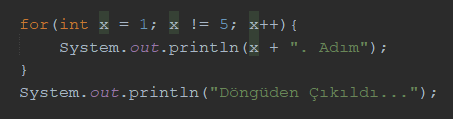 for(int x = 1; x != 5; x++){
    System.out.println(x + ". Adım");
}
System.out.println("Döngüden Çıkıldı...");